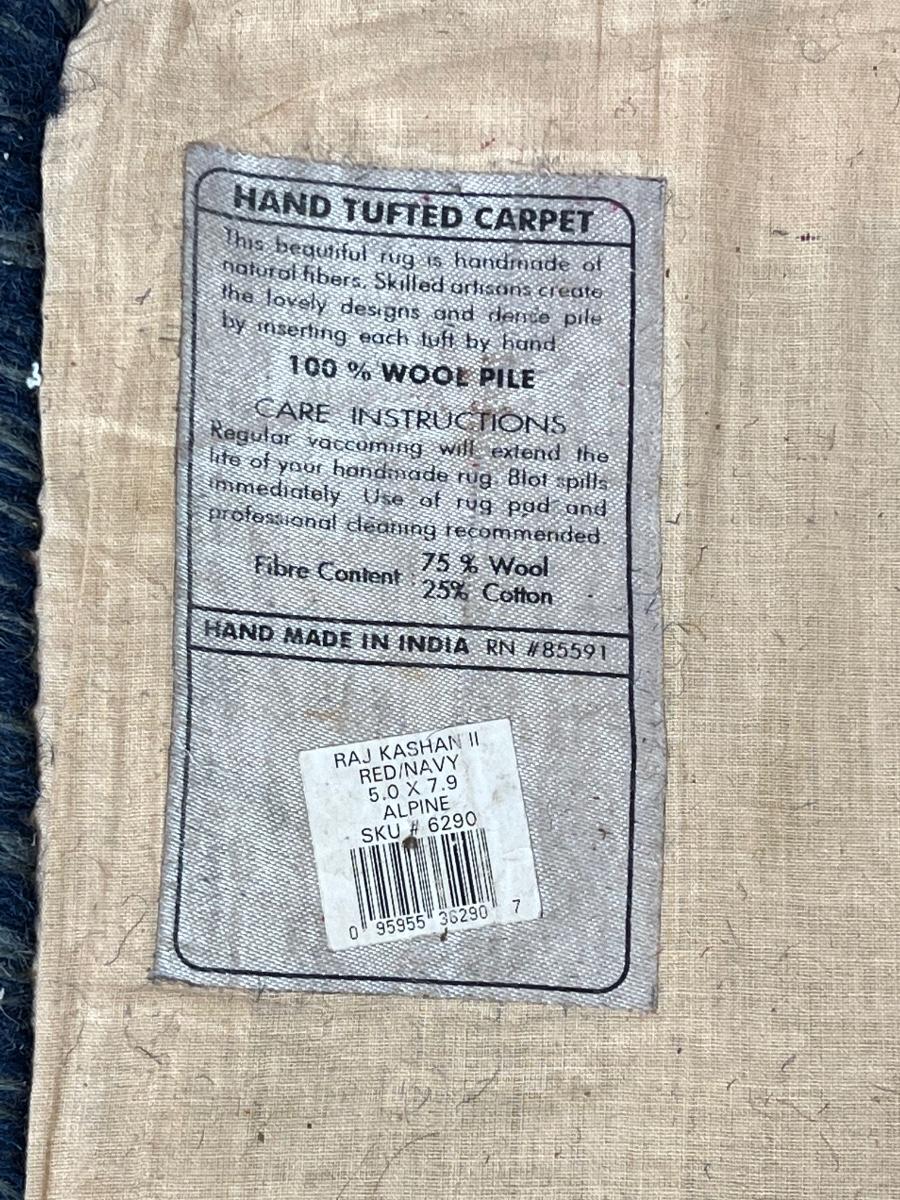 HAND TUFTED CARPET
This beautiful rug is handmade of
natural fibers. Skilled artisans create
the lovely designs and dense pile
by inserting each tuft by hand.
100 % WOOL PILE
CARE INSTRUCTIONS
Regular vaccoming will extend the
life of your handmade rug. Blot spills
immediately. Use of rug pad and
professional cleaning recommended.
Fibre Content : 75 % Wool
25% Cotton
HAND MADE IN INDIA RN #85591
RAJ KASHAN II
RED/NAVY
5.0 X 7.9
ALPINE
SKU # 6290
0 95955 36290 7